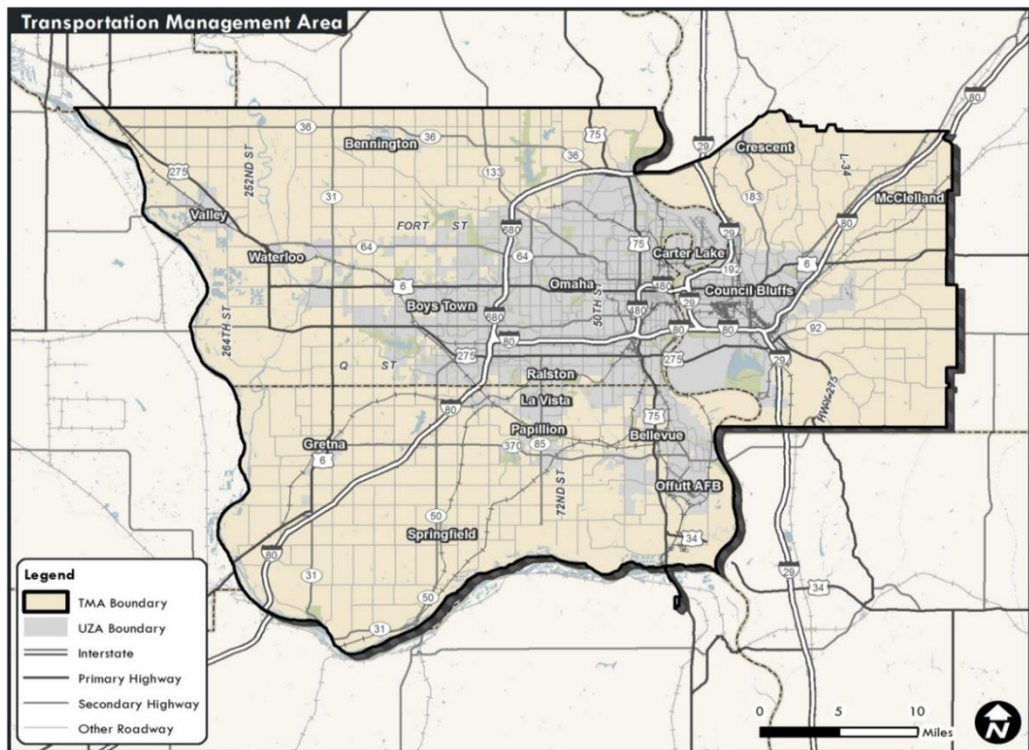 Transportation Management Area
80
29
75
36
36
Bennington
36
Crescent
L-34
275
252ND ST
133
31
183
McClelland
Valley
FORT ST
680
29
80
64
75
Carter Lake
Waterloo
64
192
6
6
Omaha
480
Council Bluffs
Boys Town
50TH ST
29
680
480
264TH ST
80
80
80
92
275
275
29
Q ST
Ralston
HWY 275
80
La Vista
75
Papillion
Bellevue
Gretna
370
85
6
72ND ST
Offutt AFB
50
Springfield
34
80
31
29
34
50
31
Legend
TMA Boundary
UZA Boundary
Interstate
Primary Highway
Secondary Highway
Other Roadway
0 5 10
Miles
N